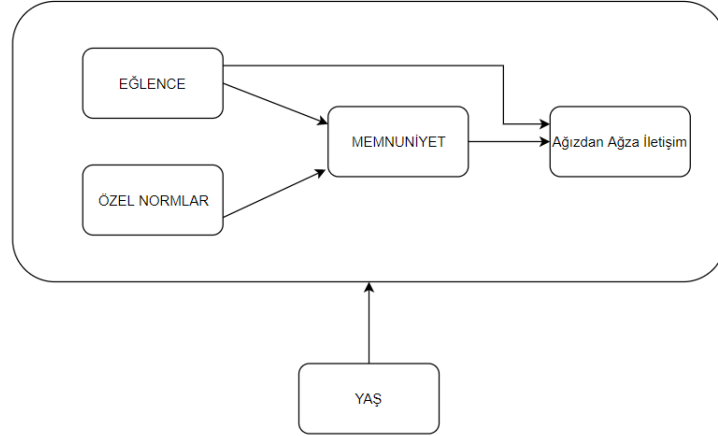 EĞLENCE
MEMNUNİYET
Ağızdan Ağza İletişim
ÖZEL NORMLAR
YAŞ